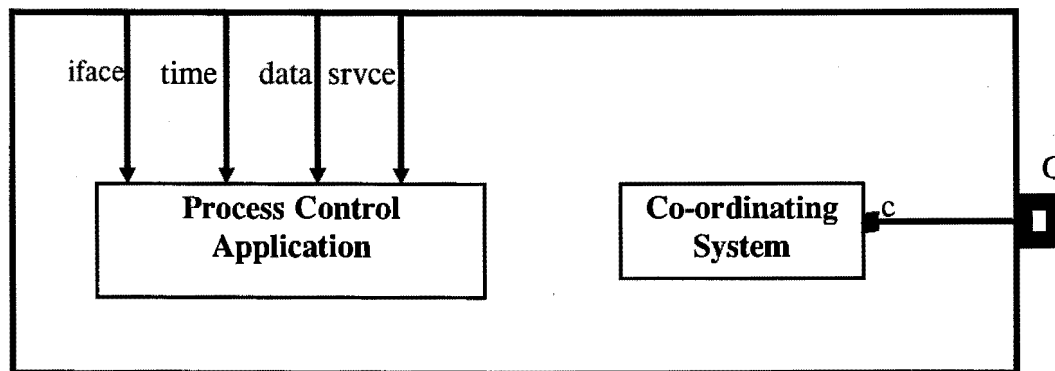 iface time data srvce
Process Control
Application
Co-ordinating
System
c